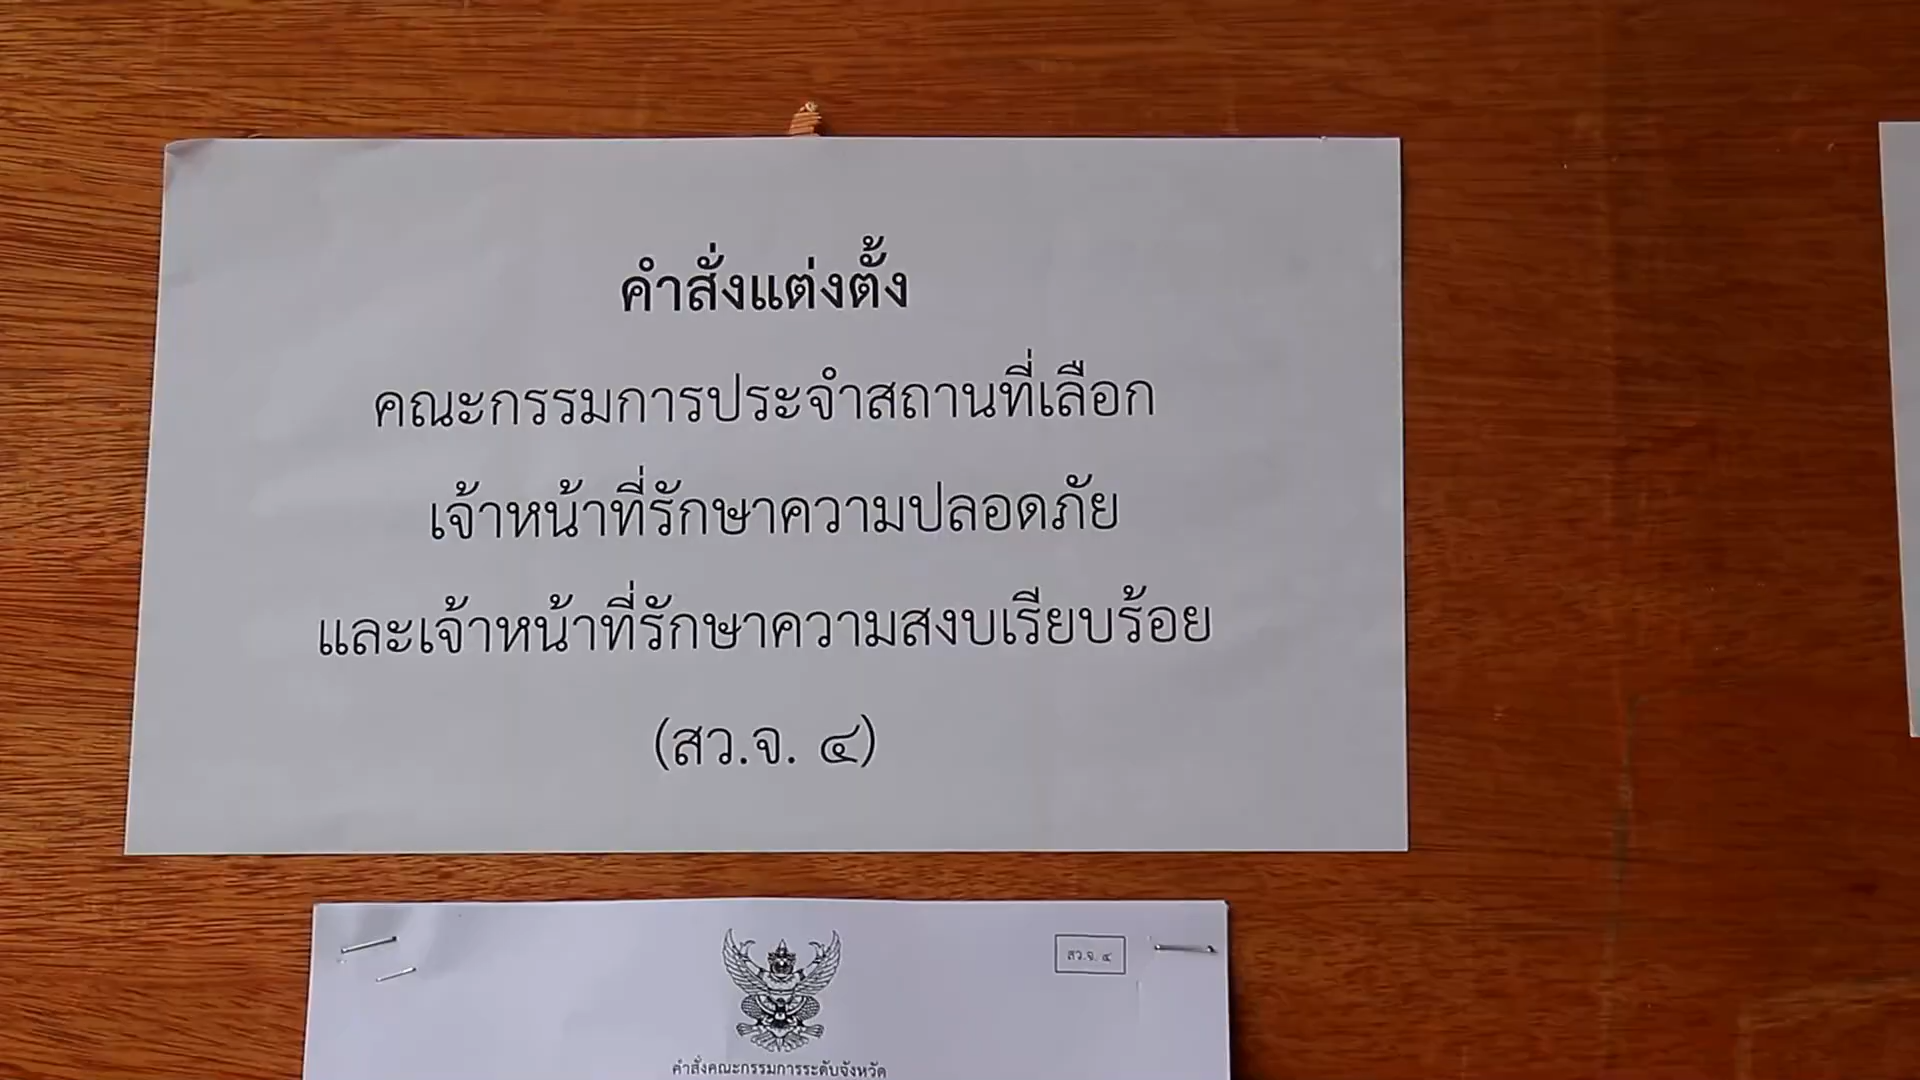 คำสั่งแต่งตั้ง
คณะกรรมการประจำสถานที่เลือก
เจ้าหน้าที่รักษาความปลอดภัย
และเจ้าหน้าที่รักษาความสงบเรียบร้อย
(สว.จ. ๔)
สว.จ. ๔
คำสั่งคณะกรรมการระดับจังหวัด